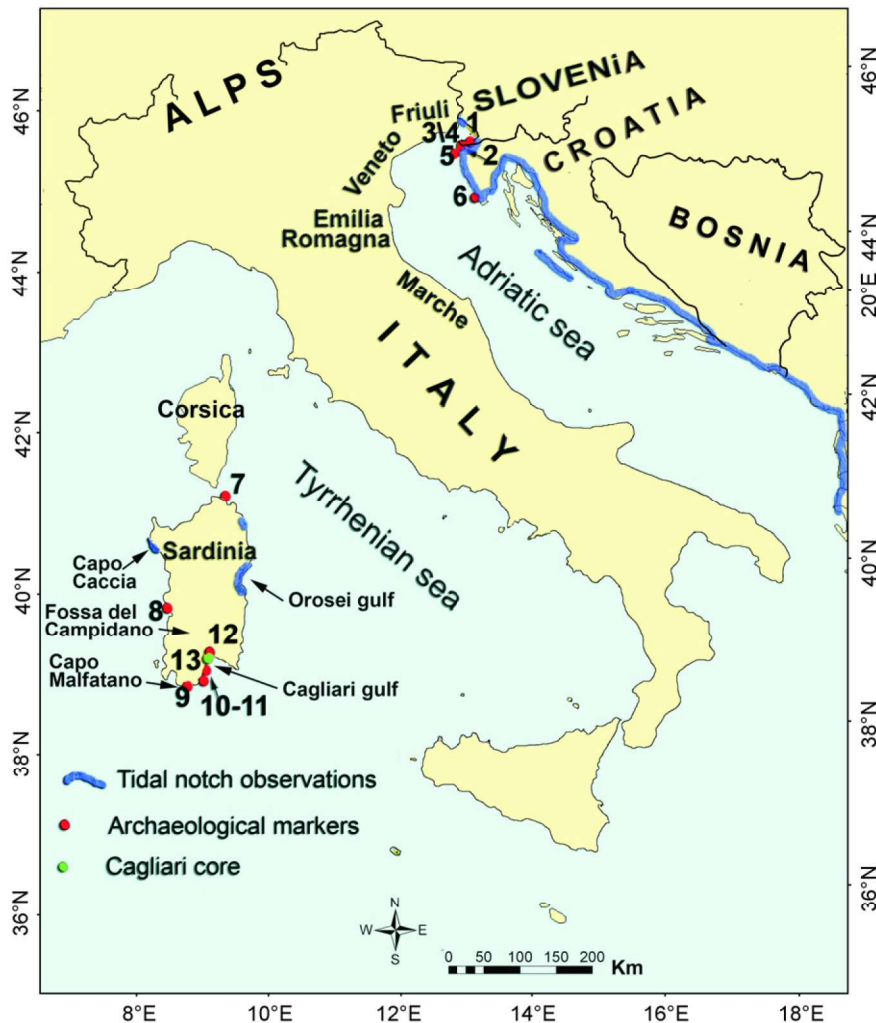 ALPS
SLOVENiA
CROATIA
BOSNIA
Friuli
1
3\4
2
5
6
Veneto
Emilia
Romagna
Marche
Adriatic sea
ITALY
Corsica
7
Tyrrhenian sea
Sardinia
Capo
Caccia
Orosei gulf
8
Fossa del
Campidano
12
13
Capo
Malfatano
Cagliari gulf
9
10-11
Tidal notch observations
Archaeological markers
Cagliari core
N
W
E
S
0 50 100 150 200
Km
46°N
44°N
42°N
40°N
38°N
36°N
46°N
44°N
20°E
42°N
40°N
38°N
36°N
8°E
10°E
12°E
14°E
16°E
18°E